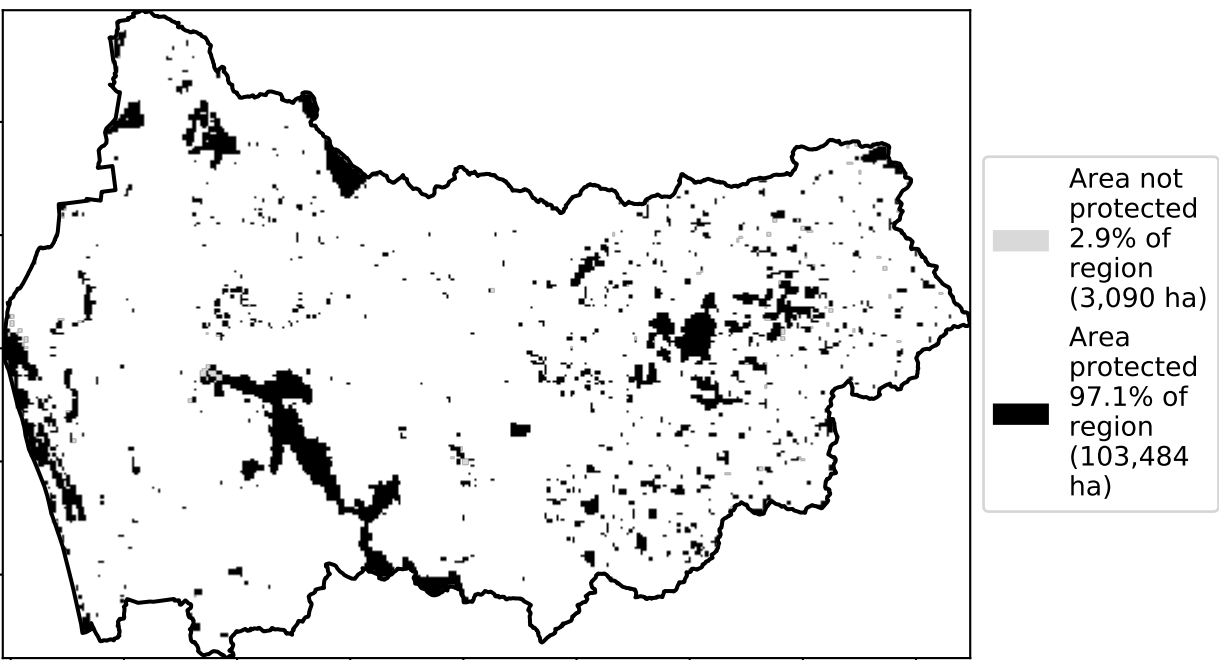 Area not
protected
2.9% of
region
(3,090 ha)
Area
protected
97.1% of
region
(103,484
ha)